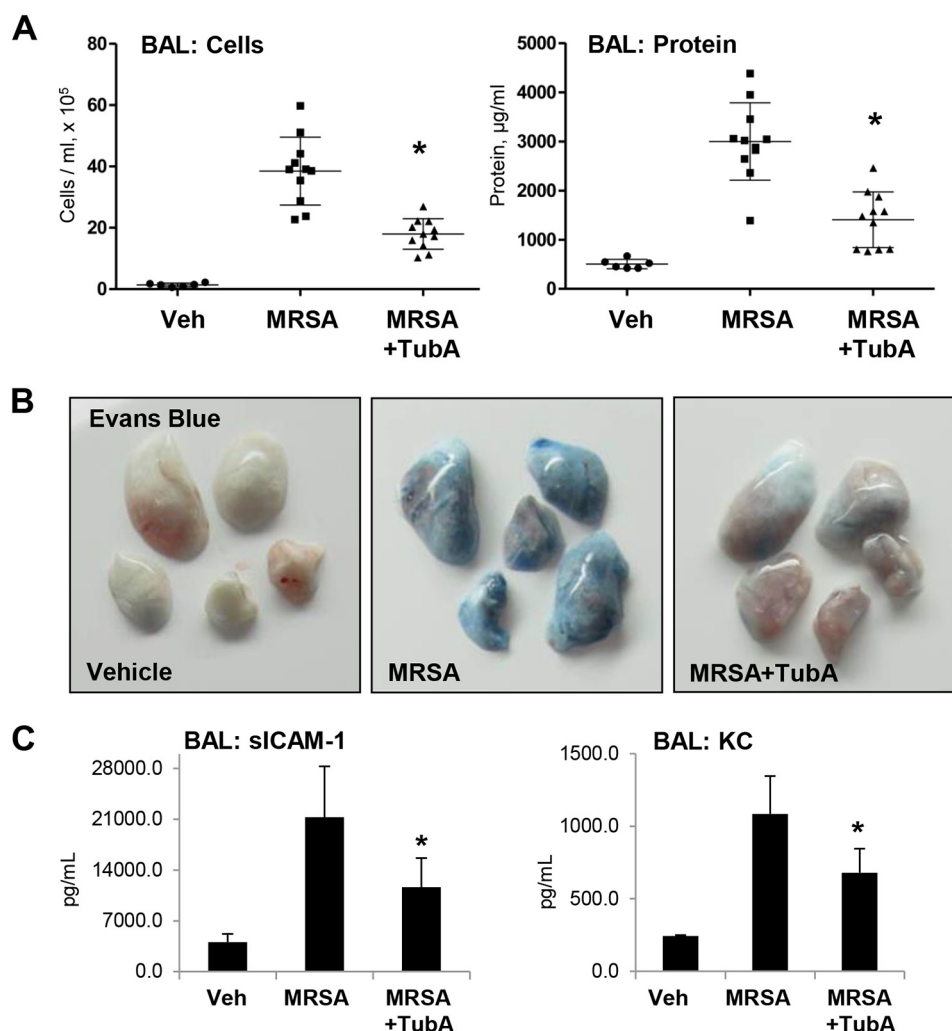 A
BAL: Cells
Cells / ml, x 10⁵
80
60
40
20
0
*
Veh
MRSA
MRSA
+TubA
BAL: Protein
Protein, µg/ml
5000
4000
3000
2000
1000
0
*
Veh
MRSA
MRSA
+TubA
B
Evans Blue
Vehicle
MRSA
MRSA+TubA
C
BAL: sICAM-1
pg/mL
28000.0
21000.0
14000.0
7000.0
0.0
*
Veh
MRSA
MRSA
+TubA
BAL: KC
pg/mL
1500.0
1000.0
500.0
0.0
*
Veh
MRSA
MRSA
+TubA